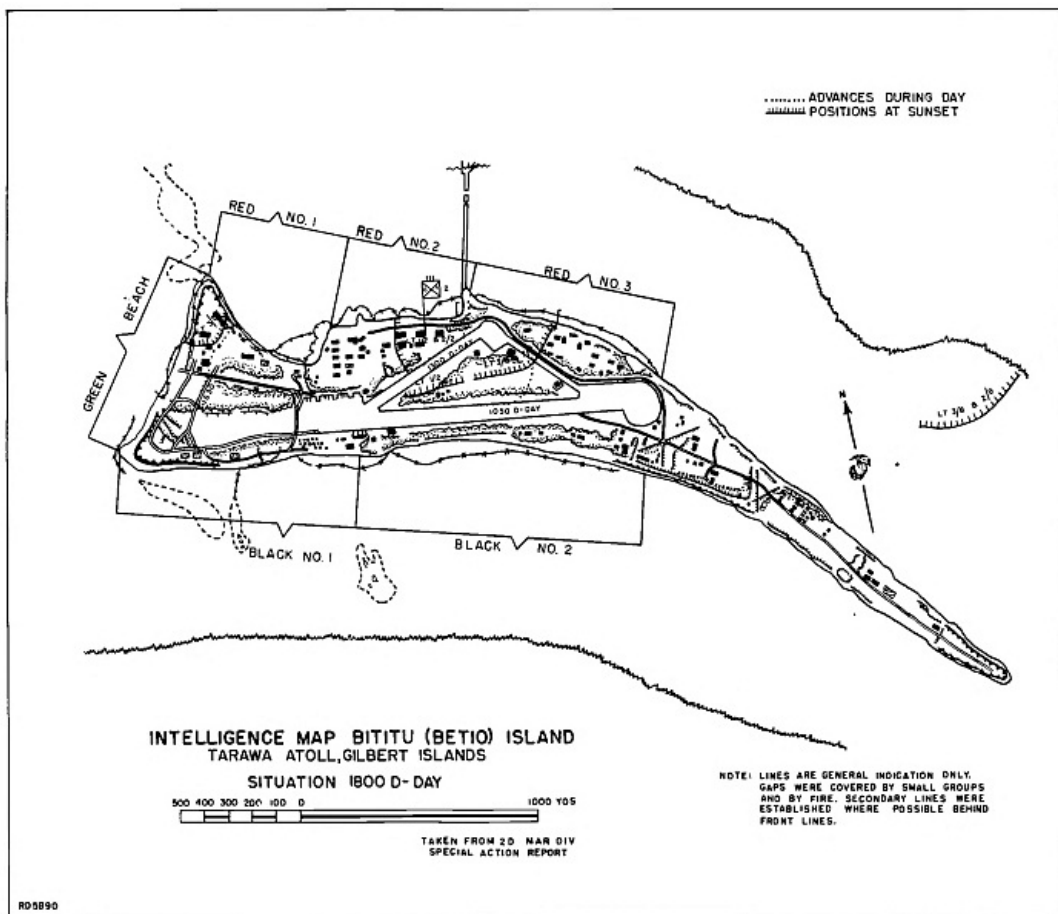 ADVANCES DURING DAY
POSITIONS AT SUNSET
RED NO. 1
RED NO. 2
RED NO. 3
GREEN BEACH
2
1300 D-DAY
1030 D-DAY
N
BLACK NO. 1
BLACK NO. 2
INTELLIGENCE MAP BITITU (BETIO) ISLAND
TARAWA ATOLL, GILBERT ISLANDS
SITUATION 1800 D-DAY
500 400 300 200 100 0 1000 YDS
TAKEN FROM 2D MAR DIV
SPECIAL ACTION REPORT
NOTE: LINES ARE GENERAL INDICATION ONLY.
GAPS WERE COVERED BY SMALL GROUPS
AND BY FIRE. SECONDARY LINES WERE
ESTABLISHED WHERE POSSIBLE BEHIND
FRONT LINES.
RD5890